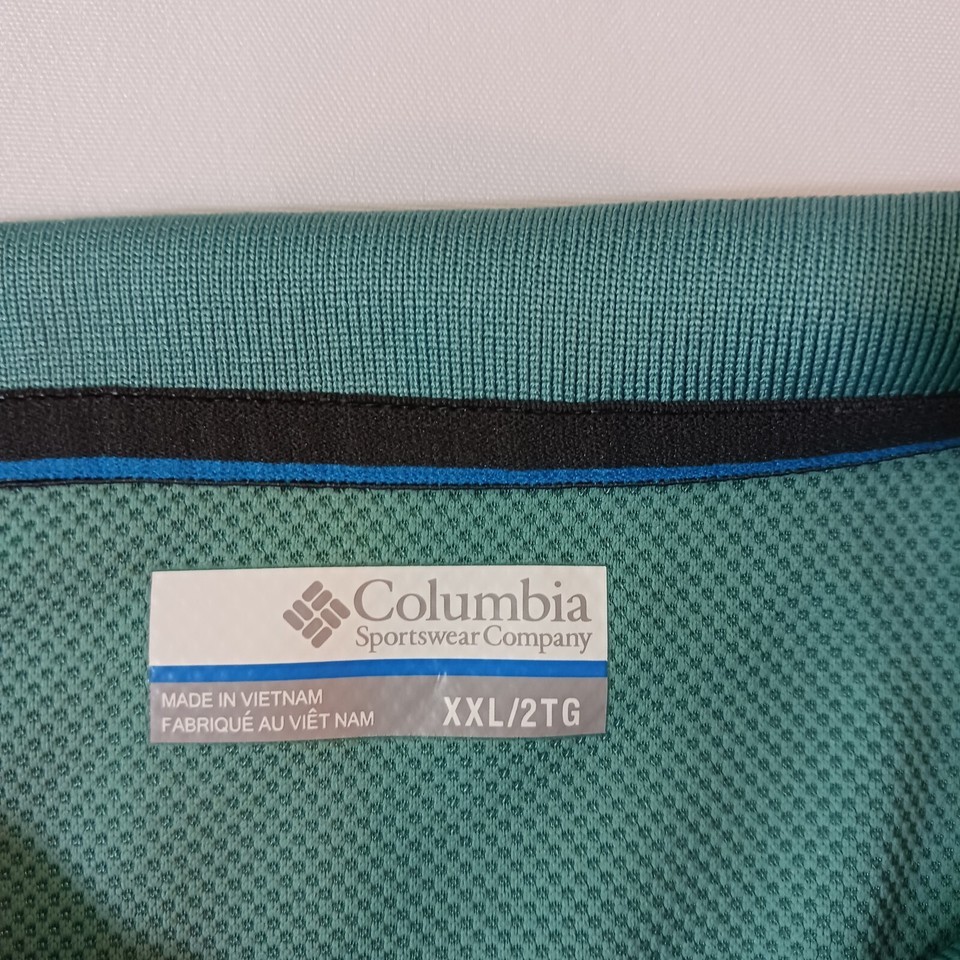 Columbia
Sportswear Company
MADE IN VIETNAM
FABRIQUÉ AU VIÊT NAM
XXL/2TG